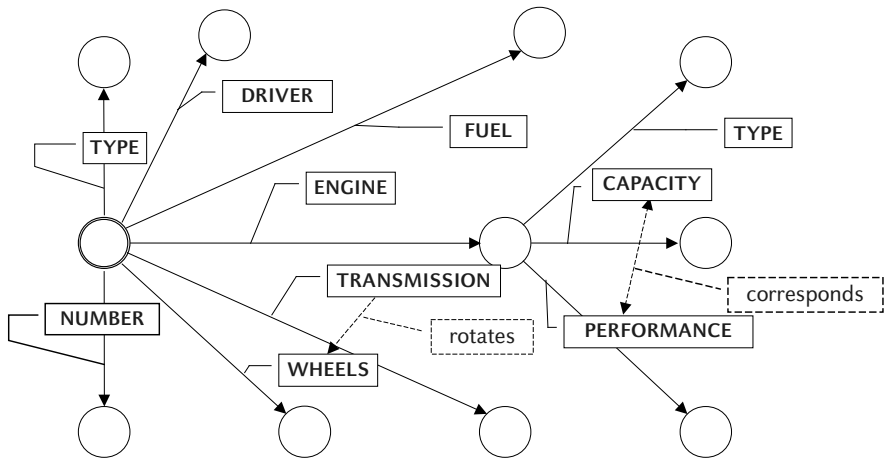 DRIVER
FUEL
TYPE
TYPE
ENGINE
CAPACITY
TRANSMISSION
corresponds
NUMBER
rotates
PERFORMANCE
WHEELS